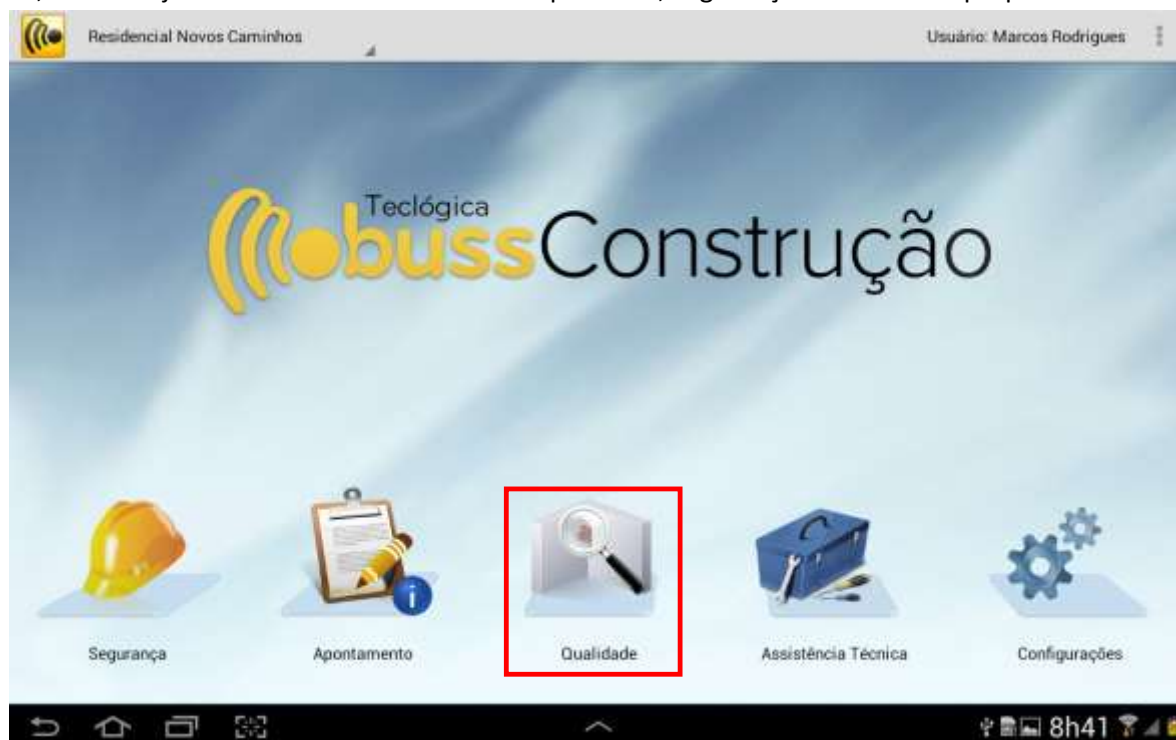 Residencial Novos Caminhos
Usuário: Marcos Rodrigues
Teclógica
mobuss Construção
Segurança
Apontamento
Qualidade
Assistência Técnica
Configurações
8h41